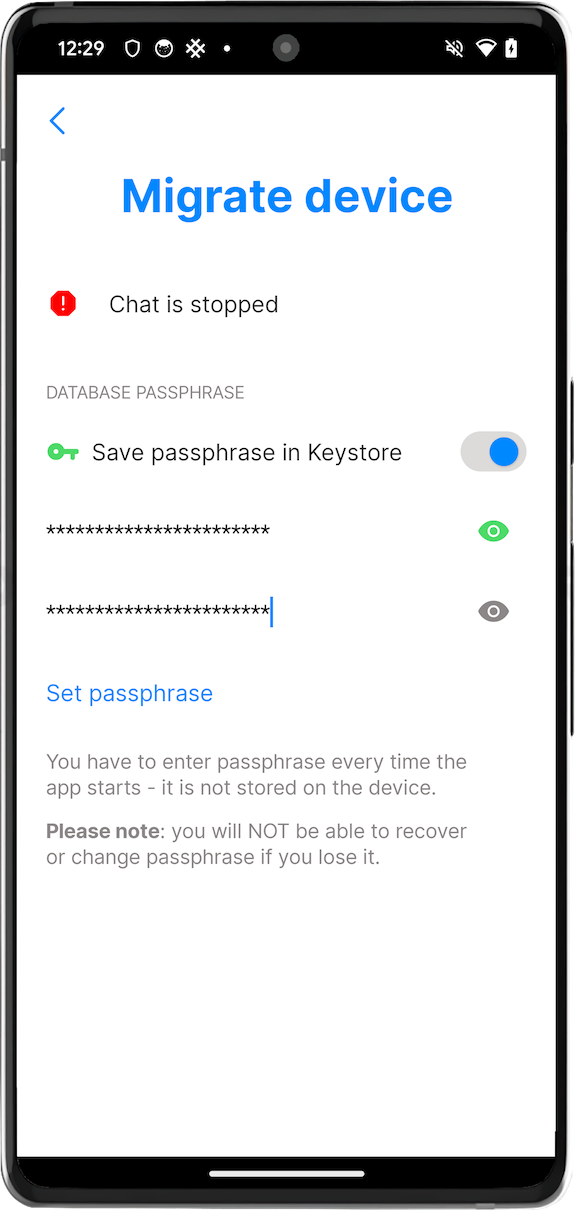 12:29
Migrate device
Chat is stopped
DATABASE PASSPHRASE
Save passphrase in Keystore
***********************
***********************
Set passphrase
You have to enter passphrase every time the
app starts - it is not stored on the device.
Please note: you will NOT be able to recover
or change passphrase if you lose it.